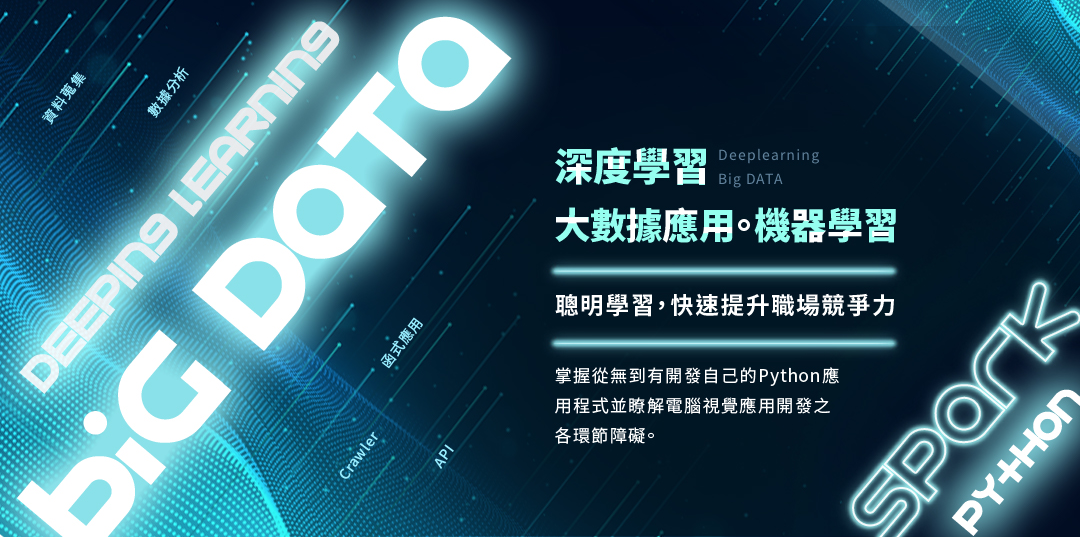 資料蒐集
數據分析
DEEPING LEARNING
BIG DATA
函式應用
Crawler
API
深度學習
Deeplearning
Big DATA
大數據應用。機器學習
聰明學習，快速提升職場競爭力
掌握從無到有開發自己的Python應
用程式並瞭解電腦視覺應用開發之
各環節障礙。
Spark
PYTHON